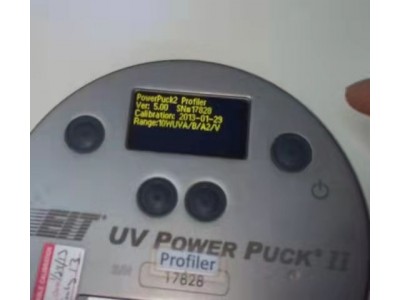 PowerPuck2 Profiler
Ver: 5.00 SN#17828
Calibration: 2013-01-29
Range:10WUVA/B/A2/V
EIT UV POWER PUCK® II
Profiler
17828